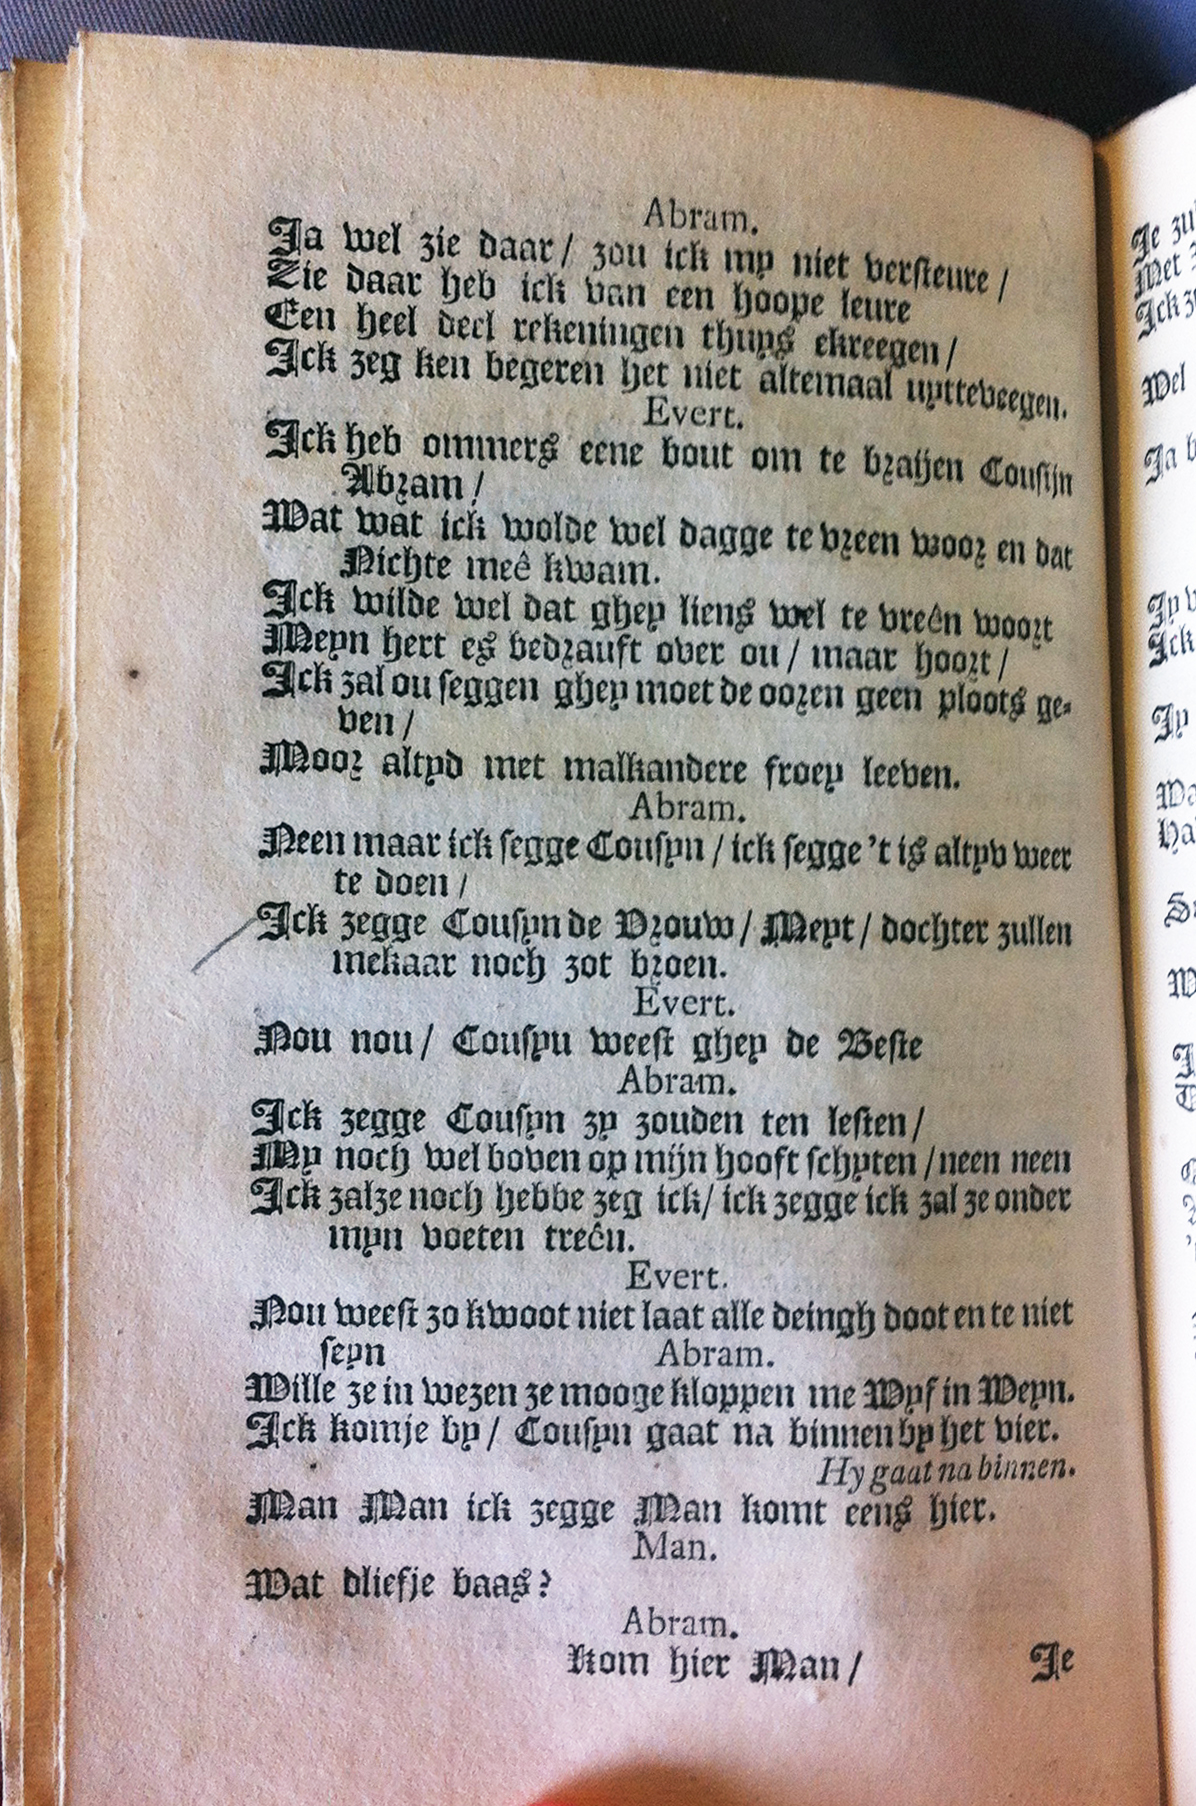 Abram.
Ja wel zie daar / zou ick my niet versteure /
Zie daar heb ick van een hoope leure
Een heel deel rekeningen thuys ekreegen /
Ick zeg ken begeren het niet altemaal uytteveegen.
Evert.
Ick heb ommers eene bout om te braijen Cousijn
Abram /
Wat wat ick wolde wel dagge te vreen woor en dat
Nichte meê kwam.
Ick wilde wel dat ghey liens wel te vreên woort
Meyn hert es bedrauft over ou / maar hoort /
Ick zal ou seggen ghey moet de ooren geen ploots ge-
ven /
Moor altyd met malkandere froey leeven.
Abram.
Neen maar ick segge Cousyn / ick segge 't is altyd weer
te doen /
Ick zegge Cousyn de Vrouw / Meyt / dochter zullen
mekaar noch zot broen.
Evert.
Nou nou / Cousyn weest ghey de Beste
Abram.
Ick zegge Cousyn zy zouden ten lesten /
My noch wel boven op mijn hooft schyten / neen neen
Ick zalze noch hebbe zeg ick / ick zegge ick zal ze onder
myn voeten treên.
Evert.
Nou weest zo kwoot niet laat alle deingh doot en te niet
seyn
Abram.
Wille ze in wezen ze mooge kloppen me Wyf in Weyn.
Ick komje by / Cousyn gaat na binnen by het vier.
Hy gaat na binnen.
Man Man ick zegge Man komt eens hier.
Man.
Wat dliefje baas?
Abram.
kom hier Man /
Je